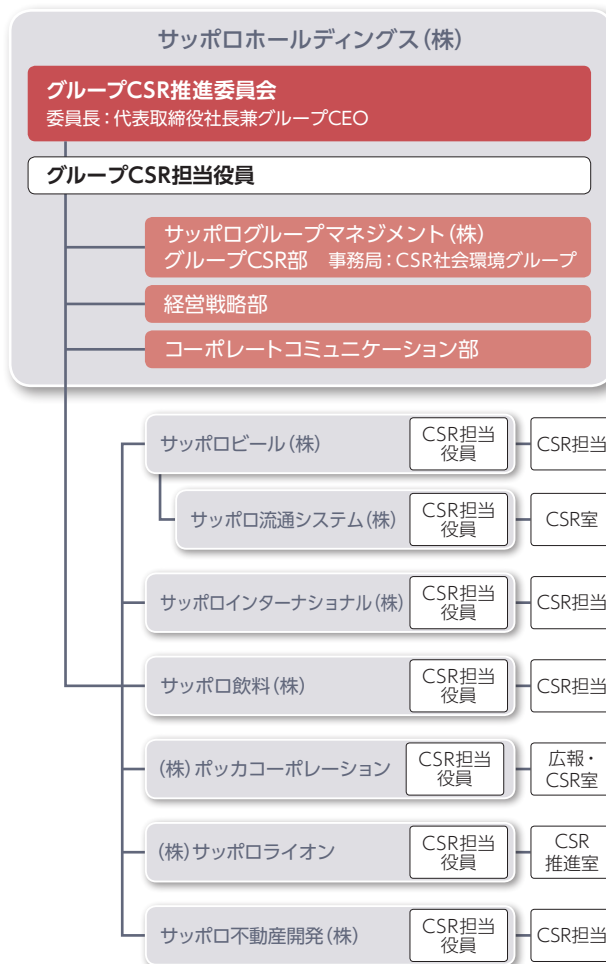 サッポロホールディングス(株)
グループCSR推進委員会
委員長：代表取締役社長兼グループCEO
グループCSR担当役員
サッポログループマネジメント(株)
グループCSR部　事務局：CSR社会環境グループ
経営戦略部
コーポレートコミュニケーション部
サッポロビール(株)
CSR担当
役員
CSR担当
サッポロ流通システム(株)
CSR担当
役員
CSR室
サッポロインターナショナル(株)
CSR担当
役員
CSR担当
サッポロ飲料(株)
CSR担当
役員
CSR担当
(株)ポッカコーポレーション
CSR担当
役員
広報・
CSR室
(株)サッポロライオン
CSR担当
役員
CSR
推進室
サッポロ不動産開発(株)
CSR担当
役員
CSR担当